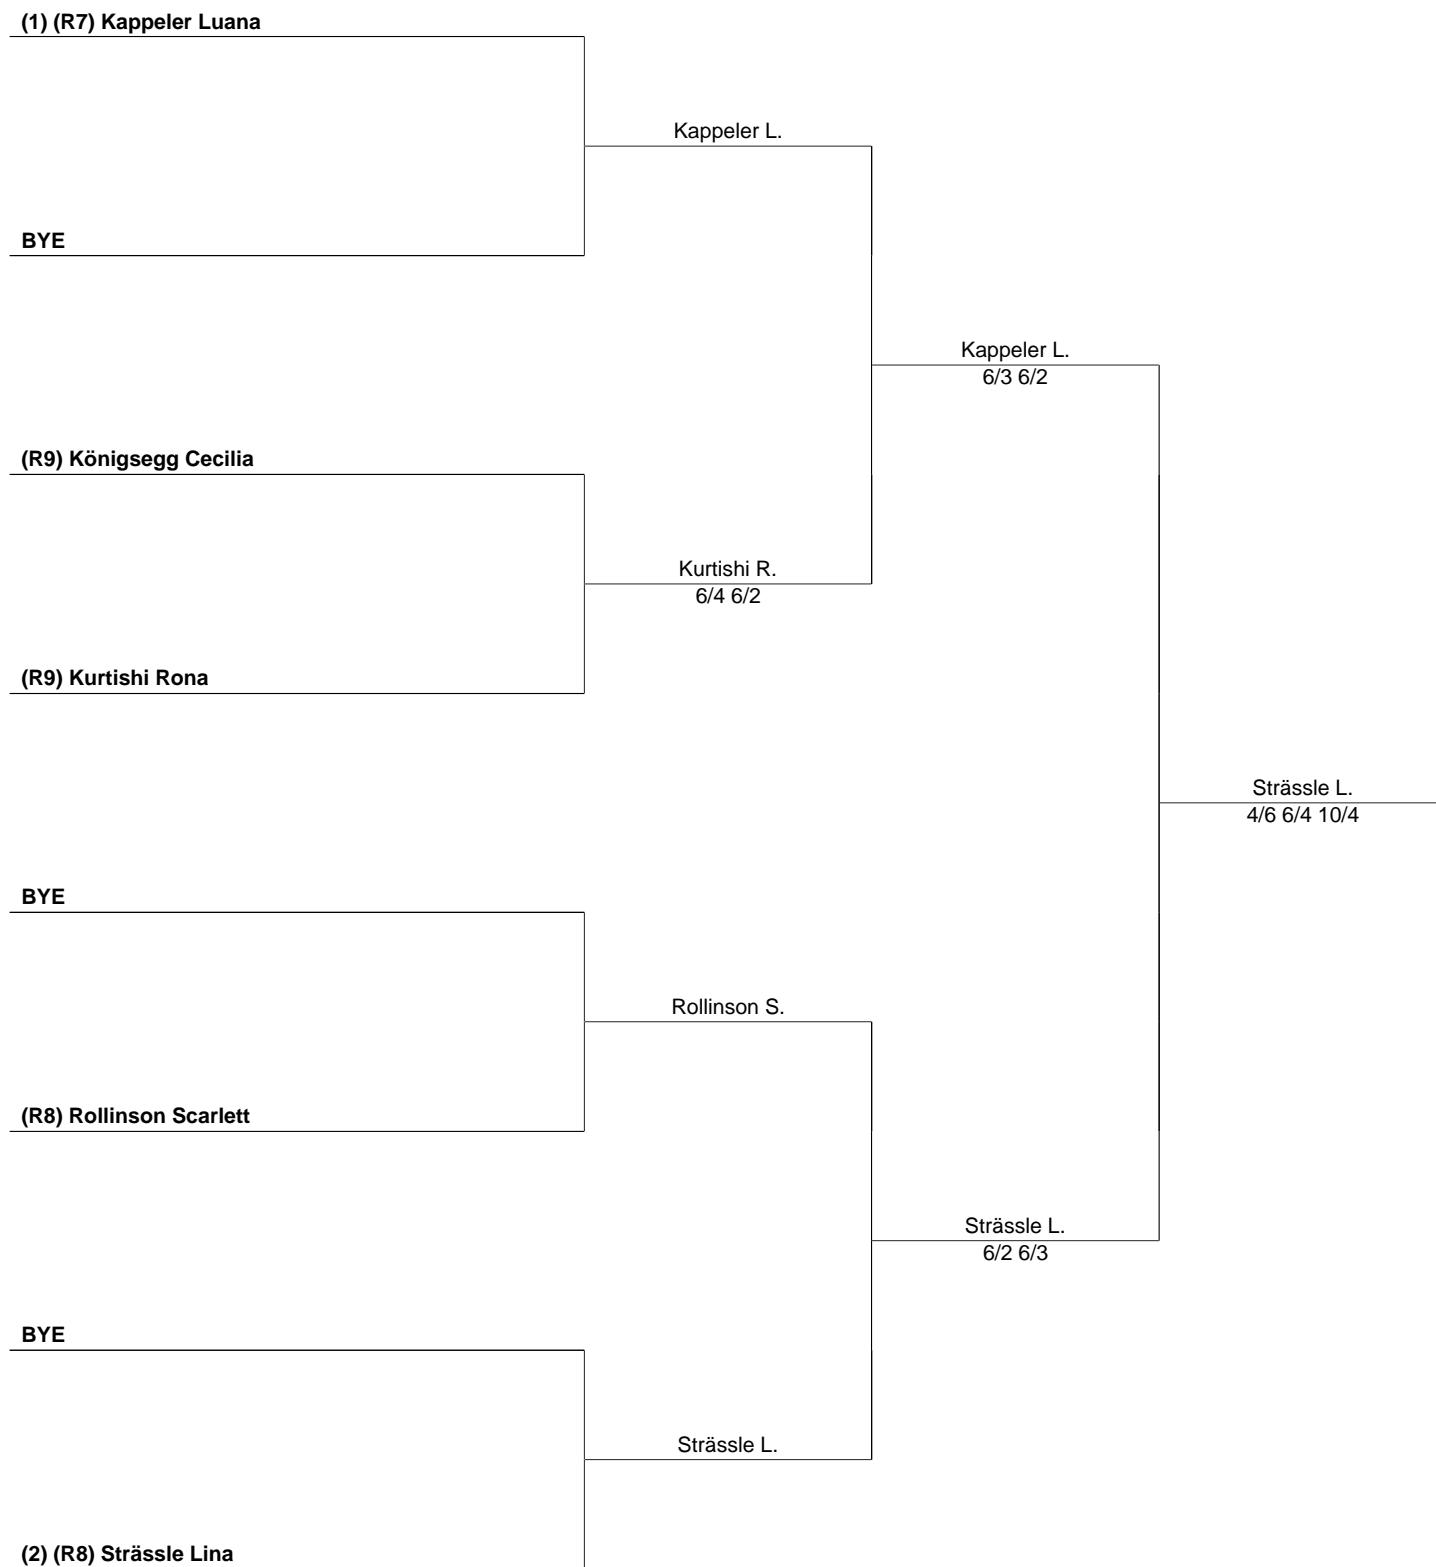 (1) (R7) Kappeler Luana
Kappeler L.
BYE
Kappeler L.
6/3 6/2
(R9) Königsegg Cecilia
Kurtishi R.
6/4 6/2
(R9) Kurtishi Rona
Strässle L.
4/6 6/4 10/4
BYE
Rollinson S.
(R8) Rollinson Scarlett
Strässle L.
6/2 6/3
BYE
Strässle L.
(2) (R8) Strässle Lina